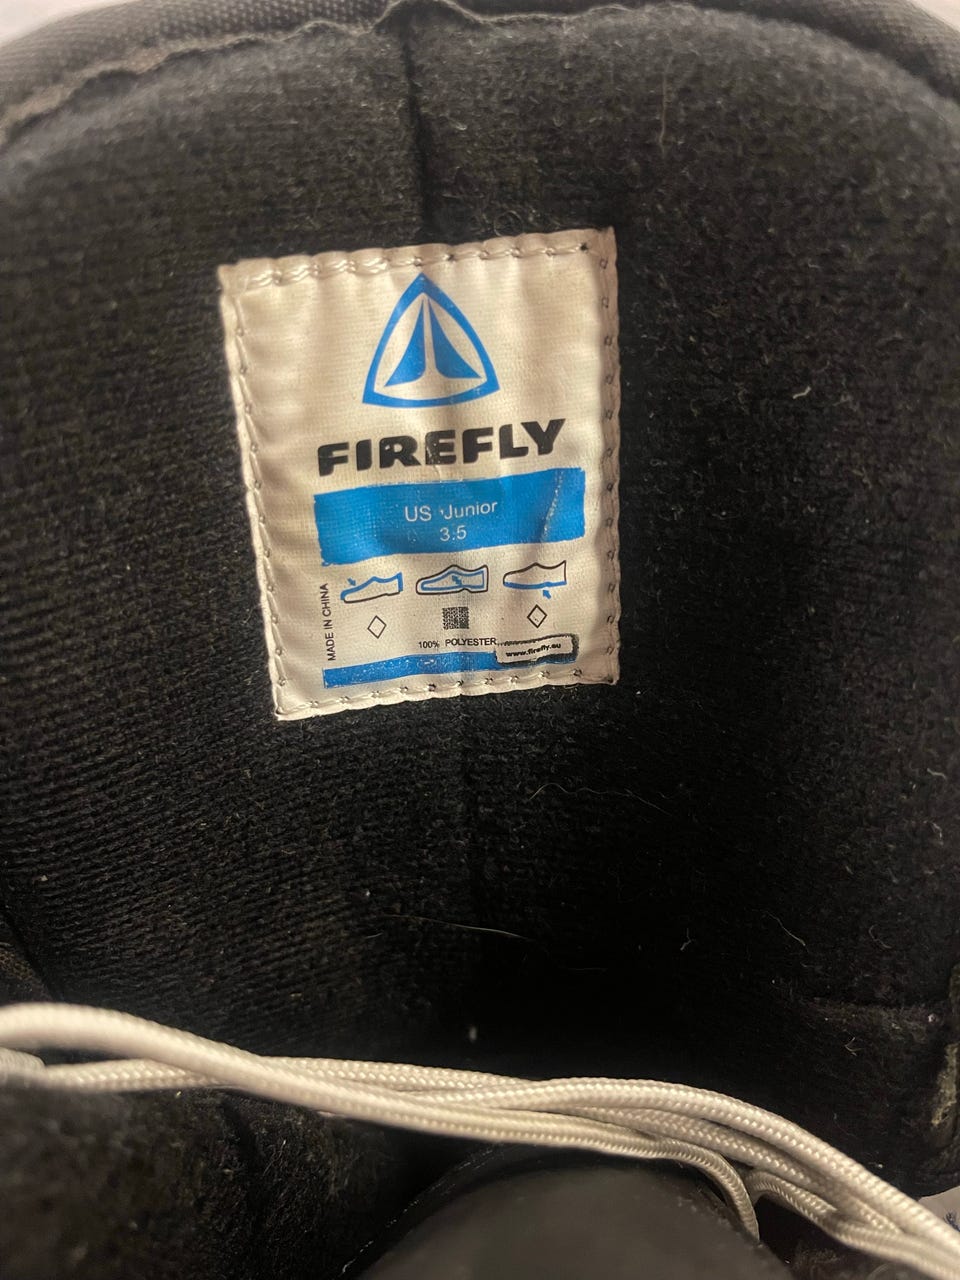 FIREFLY
US Junior
3.5
MADE IN CHINA
100% POLYESTER
www.firefly.eu